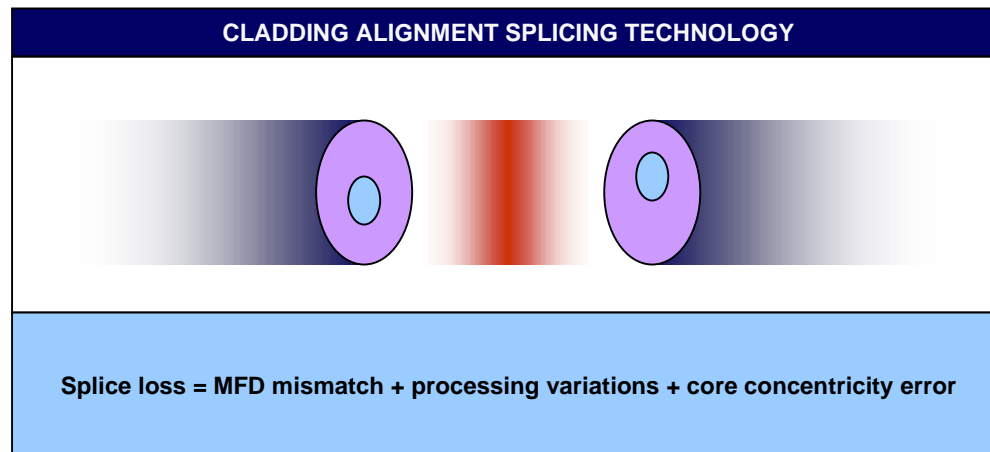 CLADDING ALIGNMENT SPLICING TECHNOLOGY
Splice loss = MFD mismatch + processing variations + core concentricity error